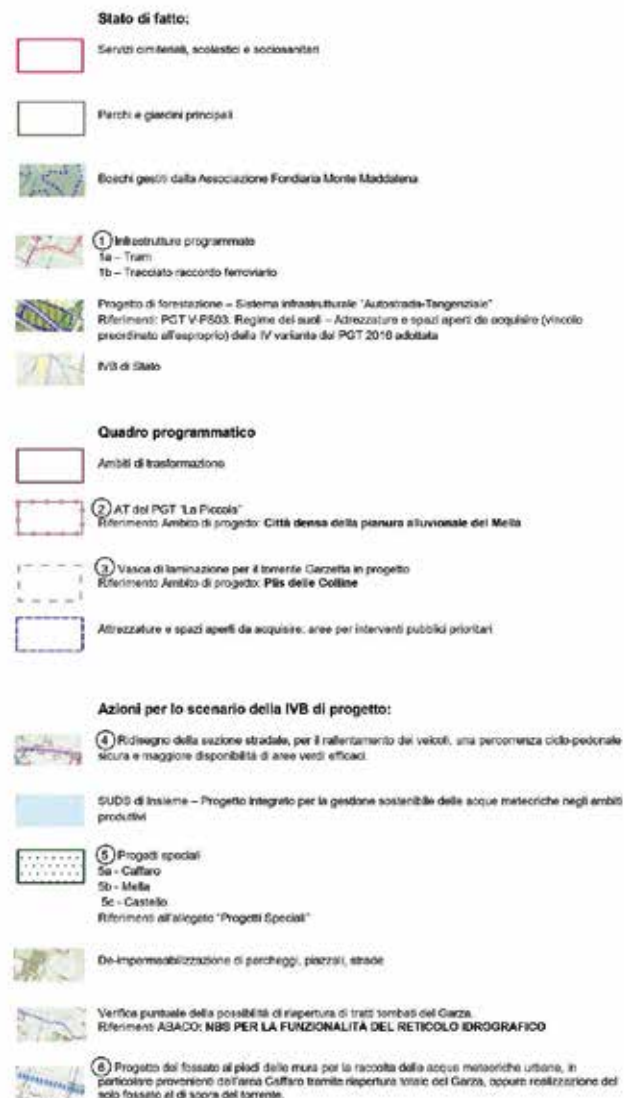 Stato di fatto:
Servizi cimiteriali, scolastici e sociosanitari
Parchi e giardini principali
Boschi gestiti dalla Associazione Fondiaria Monte Maddalena
1 Infrastrutture programmate
1a – Tram
1b – Tracciato raccordo ferroviario
Progetto di forestazione – Sistema infrastrutturale "Autostrada-Tangenziale"
Riferimenti: PGT V-PS03. Regime dei suoli – Attrezzature e spazi aperti da acquisire (vincolo
preordinato all'esproprio) della IV variante del PGT 2016 adottata
IVB di Stato
Quadro programmatico
Ambiti di trasformazione
2 AT del PGT "La Piccola"
Riferimento Ambito di progetto: Città densa della pianura alluvionale del Mella
3 Vasca di laminazione per il torrente Garzetta in progetto
Riferimento Ambito di progetto: Plis delle Colline
Attrezzature e spazi aperti da acquisire: aree per interventi pubblici prioritari
Azioni per lo scenario della IVB di progetto:
4 Ridisegno della sezione stradale, per il rallentamento dei veicoli, una percorrenza ciclo-pedonale
sicura e maggiore disponibilità di aree verdi efficaci
SUDS di Insieme – Progetto integrato per la gestione sostenibile delle acque meteoriche negli ambiti
produttivi
5 Progetti speciali
5a - Caffaro
5b - Mella
5c - Castello
Riferimenti all'allegato "Progetti Speciali"
De-impermeabilizzazione di parcheggi, piazzali, strade
Verifica puntuale della possibilità di riapertura di tratti tombati del Garza.
Riferimenti ABACO: NBS PER LA FUNZIONALITÀ DEL RETICOLO IDROGRAFICO
6 Progetto del fossato ai piedi delle mura per la raccolta delle acque meteoriche urbane, in
particolare provenienti dall'area Caffaro tramite riapertura totale del Garza, oppure realizzazione del
solo fossato al di sopra del torrente.